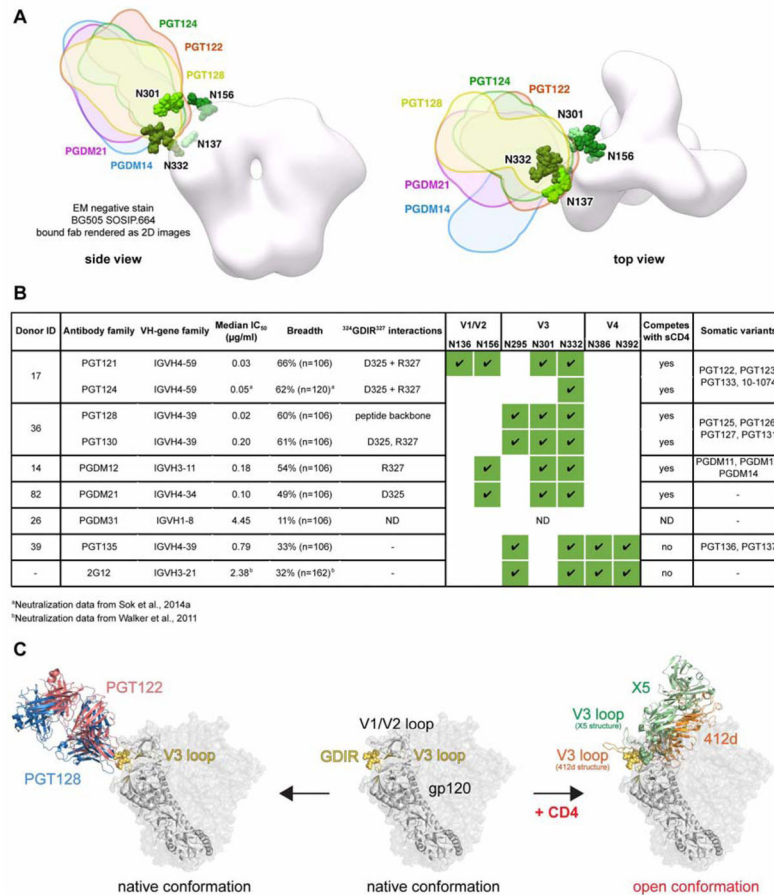 A
PGT124
PGT122
PGT128
N301
N156
N137
N332
PGDM21
PGDM14
EM negative stain
BG505 SOSIP.664
bound fab rendered as 2D images
side view
PGT124
PGT128
PGT122
N301
N332
N156
PGDM21
N137
PGDM14
top view
B
Donor ID Antibody family VH-gene family Median IC50 (µg/ml) Breadth 324GDIR327 interactions V1/V2 V3 V4 Competes with sCD4 Somatic variants
N136 N156 N295 N301 N332 N386 N392
17 PGT121 IGVH4-59 0.03 66% (n=106) D325 + R327 ✔ ✔ ✔ ✔ yes PGT122, PGT123
PGT124 IGVH4-59 0.05a 62% (n=120)a D325 + R327 ✔ yes PGT133, 10-1074
36 PGT128 IGVH4-39 0.02 60% (n=106) peptide backbone ✔ ✔ ✔ yes PGT125, PGT126
PGT130 IGVH4-39 0.20 61% (n=106) D325, R327 ✔ ✔ ✔ yes PGT127, PGT131
14 PGDM12 IGVH3-11 0.18 54% (n=106) R327 ✔ ✔ ✔ yes PGDM11, PGDM1
PGDM14
82 PGDM21 IGVH4-34 0.10 49% (n=106) D325 ✔ ✔ ✔ yes -
26 PGDM31 IGVH1-8 4.45 11% (n=106) ND ND ND -
39 PGT135 IGVH4-39 0.79 33% (n=106) - ✔ ✔ ✔ ✔ no PGT136, PGT137
- 2G12 IGVH3-21 2.38b 32% (n=162)b - ✔ ✔ ✔ ✔ no -
aNeutralization data from Sok et al., 2014a
bNeutralization data from Walker et al., 2011
C
PGT122
V3 loop
PGT128
native conformation
V1/V2 loop
GDIR
V3 loop
gp120
native conformation
+ CD4
X5
V3 loop
(X5 structure)
412d
V3 loop
(412d structure)
open conformation